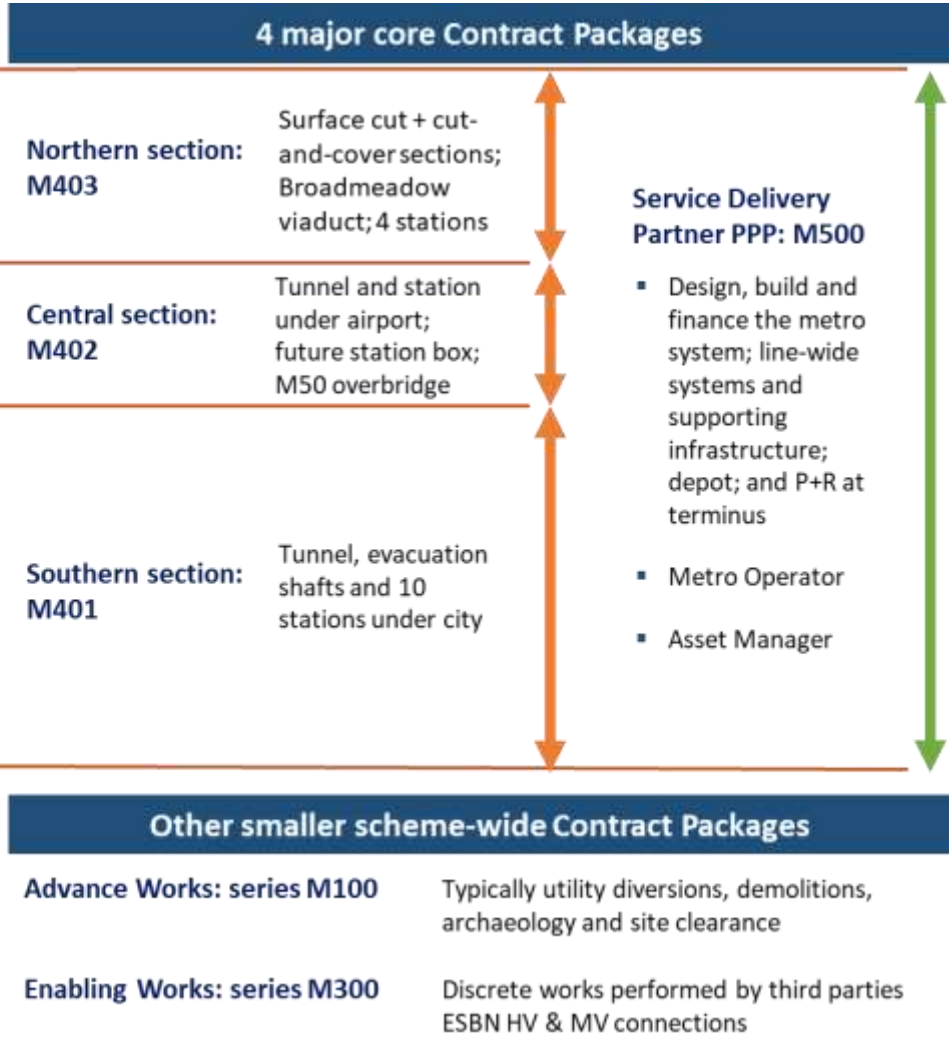 4 major core Contract Packages
Northern section:
M403
Surface cut + cut-
and-cover sections;
Broadmeadow
viaduct; 4 stations
Central section:
M402
Tunnel and station
under airport;
future station box;
M50 overbridge
Southern section:
M401
Tunnel, evacuation
shafts and 10
stations under city
Service Delivery
Partner PPP: M500
▪ Design, build and
finance the metro
system; line-wide
systems and
supporting
infrastructure;
depot; and P+R at
terminus
▪ Metro Operator
▪ Asset Manager
Other smaller scheme-wide Contract Packages
Advance Works: series M100
Typically utility diversions, demolitions,
archaeology and site clearance
Enabling Works: series M300
Discrete works performed by third parties
ESBN HV & MV connections